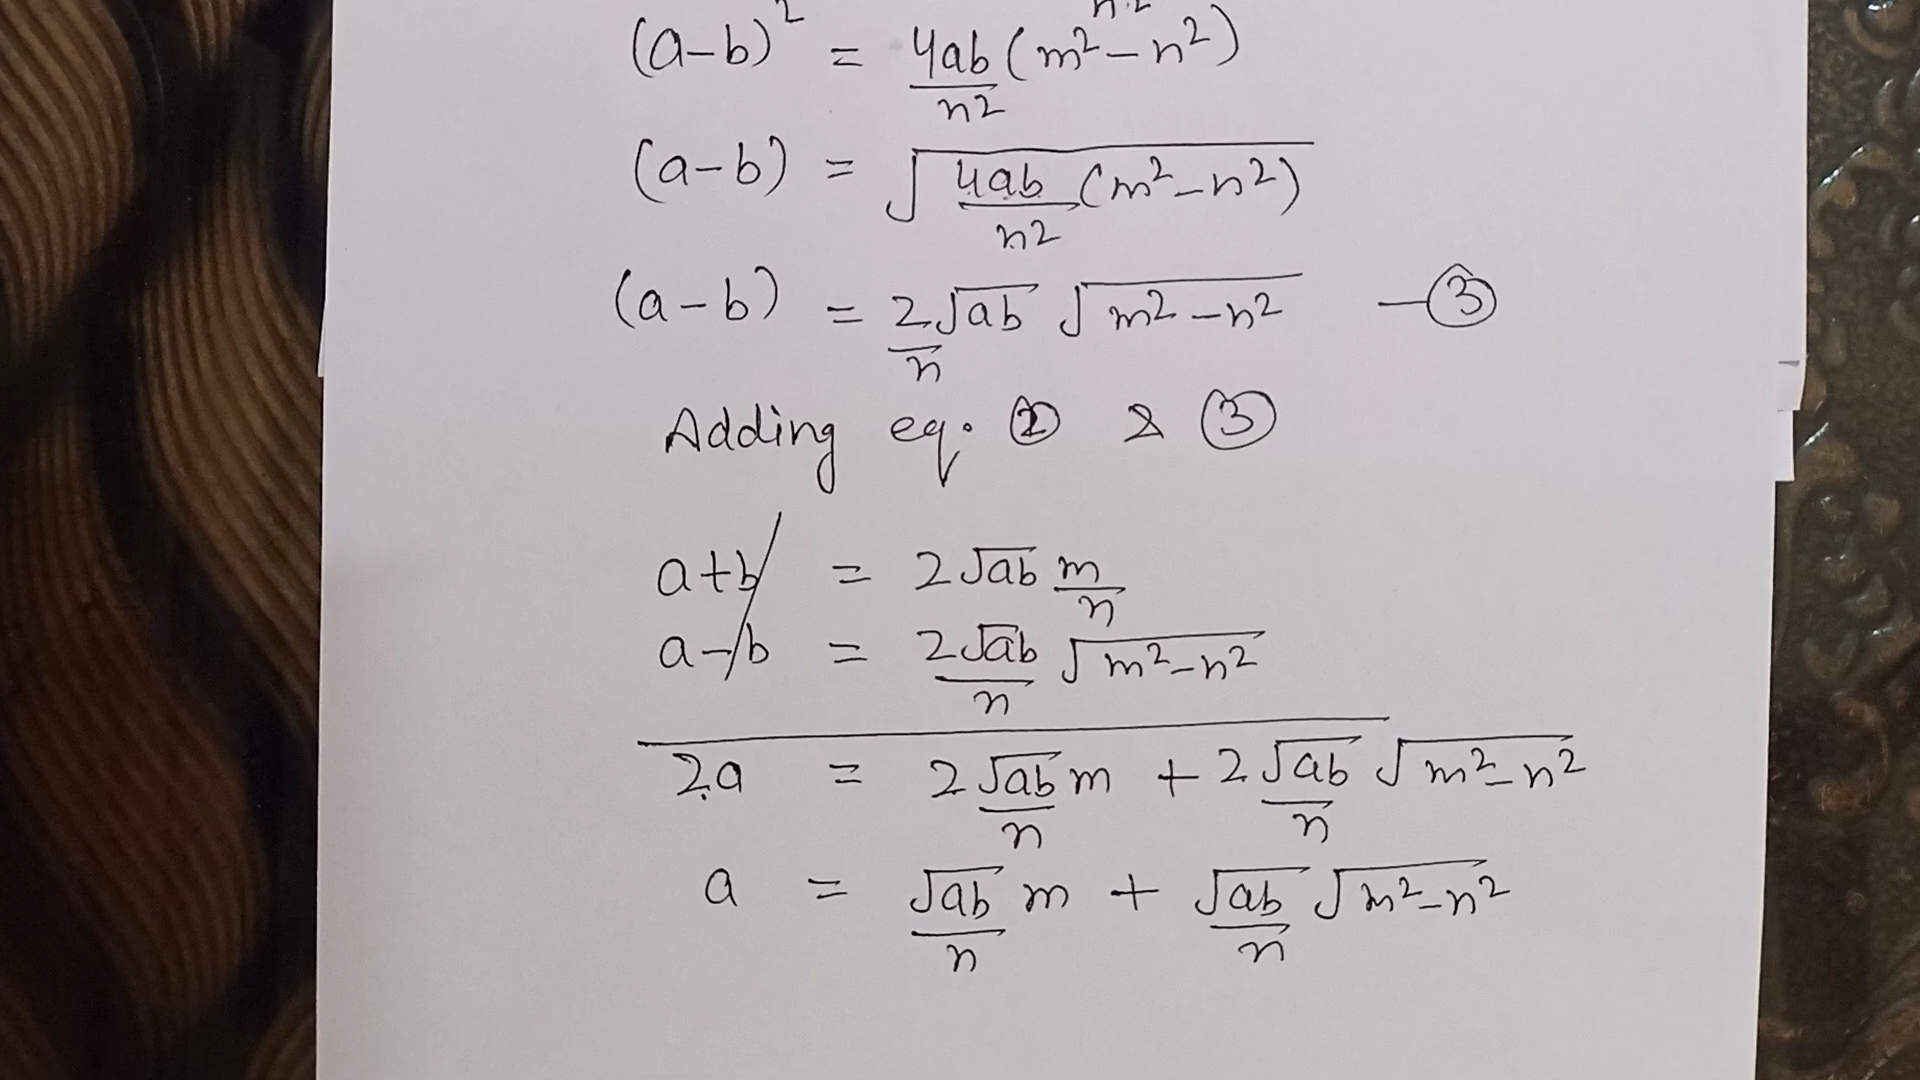 (a-b)² = 4ab/n² (m²-n²)
(a-b) = √(4ab/n² (m²-n²))
(a-b) = 2/n √ab √(m²-n²) —③
Adding eq. ② & ③
a+b = 2√ab m/n
a-b = 2√ab/n √(m²-n²)
2a = 2√ab/n m + 2√ab/n √(m²-n²)
a = √ab/n m + √ab/n √(m²-n²)